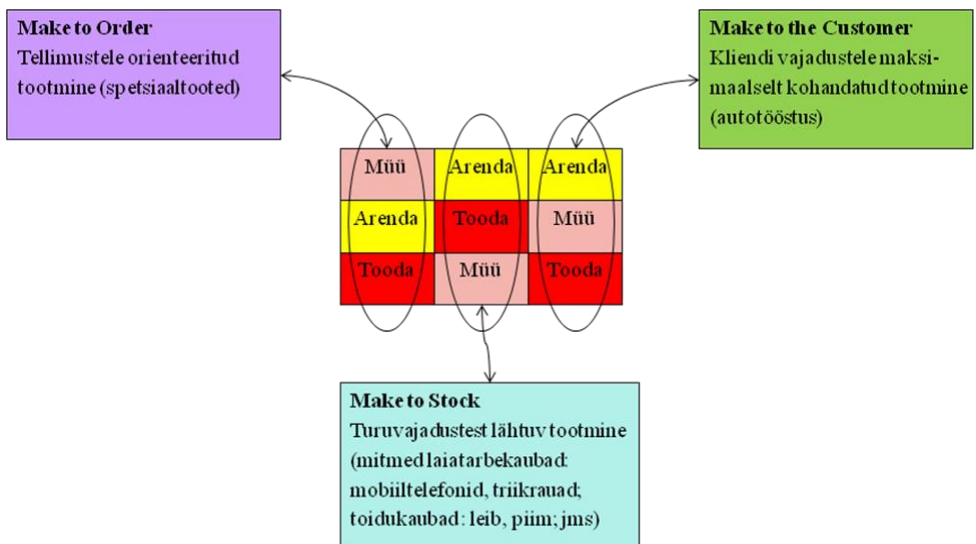 Make to Order
Tellimustele orienteeritud
tootmine (spetsiaaltooted)
Make to the Customer
Kliendi vajadustele maksi-
maalselt kohandatud tootmine
(autotööstus)
Müü Arenda Arenda
Arenda Tooda Müü
Tooda Müü Tooda
Make to Stock
Turuvajadustest lähtuv tootmine
(mitmed laiatarbekaubad:
mobiiltelefonid, triikrauad;
toidukaubad: leib, piim; jms)